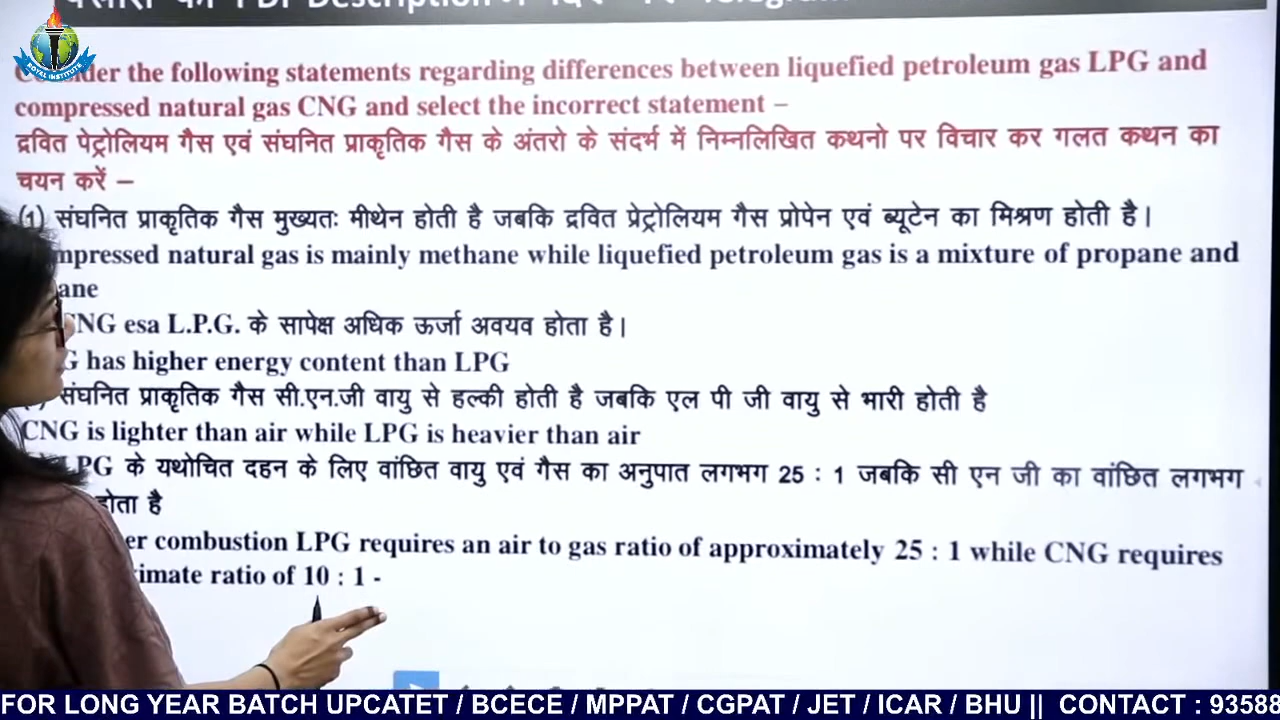 ROYAL INSTITUTE
the following statements regarding differences between liquefied petroleum gas LPG and
compressed natural gas CNG and select the incorrect statement –
द्रवित पेट्रोलियम गैस एवं संघनित प्राकृतिक गैस के अंतरो के संदर्भ में निम्नलिखित कथनो पर विचार कर गलत कथन का
चयन करें –
(1) संघनित प्राकृतिक गैस मुख्यतः मीथेन होती है जबकि द्रवित प्रेट्रोलियम गैस प्रोपेन एवं ब्यूटेन का मिश्रण होती है।
natural gas is mainly methane while liquefied petroleum gas is a mixture of propane and
CNG esa L.P.G. के सापेक्ष अधिक ऊर्जा अवयव होता है।
has higher energy content than LPG
संघनित प्राकृतिक गैस सी.एन.जी वायु से हल्की होती है जबकि एल पी जी वायु से भारी होती है
CNG is lighter than air while LPG is heavier than air
LPG के यथोचित दहन के लिए वांछित वायु एवं गैस का अनुपात लगभग 25 : 1 जबकि सी एन जी का वांछित लगभग
होता है
combustion LPG requires an air to gas ratio of approximately 25 : 1 while CNG requires
ratio of 10 : 1 -
FOR LONG YEAR BATCH UPCATET / BCECE / MPPAT / CGPAT / JET / ICAR / BHU || CONTACT : 93588